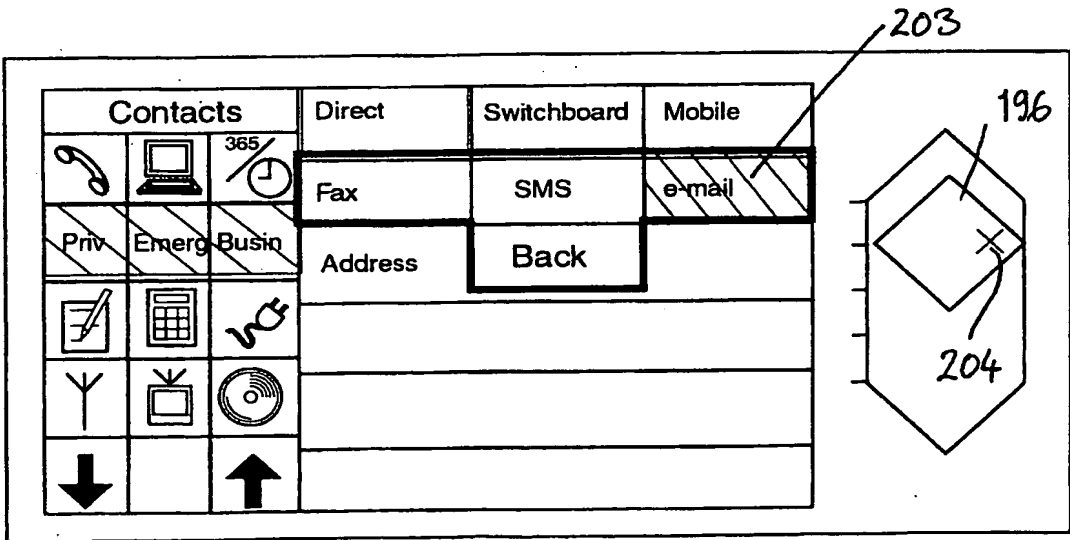 203
Contacts Direct Switchboard Mobile
196
365
Fax SMS e-mail
Priv Emerg Busin
Address Back
204